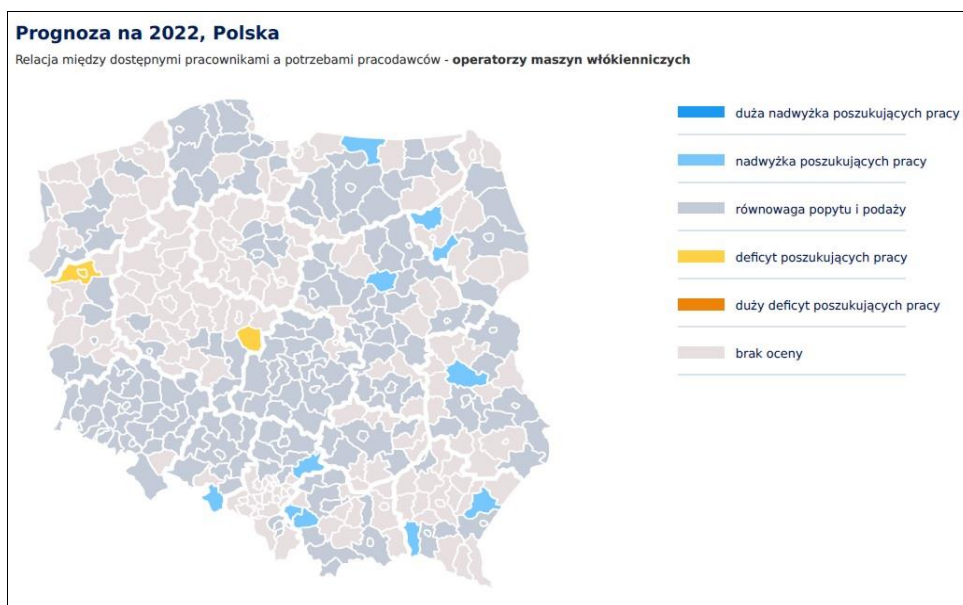 Prognoza na 2022, Polska
Relacja między dostępnymi pracownikami a potrzebami pracodawców - operatorzy maszyn włókienniczych
duża nadwyżka poszukujących pracy
nadwyżka poszukujących pracy
równowaga popytu i podaży
deficyt poszukujących pracy
duży deficyt poszukujących pracy
brak oceny